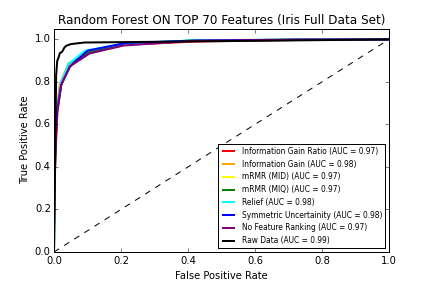 Random Forest ON TOP 70 Features (Iris Full Data Set)
1.0
0.8
0.6
0.4
0.2
0.0
True Positive Rate
Information Gain Ratio (AUC = 0.97)
Information Gain (AUC = 0.98)
mRMR (MID) (AUC = 0.97)
mRMR (MIQ) (AUC = 0.97)
Relief (AUC = 0.98)
Symmetric Uncertainity (AUC = 0.98)
No Feature Ranking (AUC = 0.97)
Raw Data (AUC = 0.99)
0.0 0.2 0.4 0.6 0.8 1.0
False Positive Rate